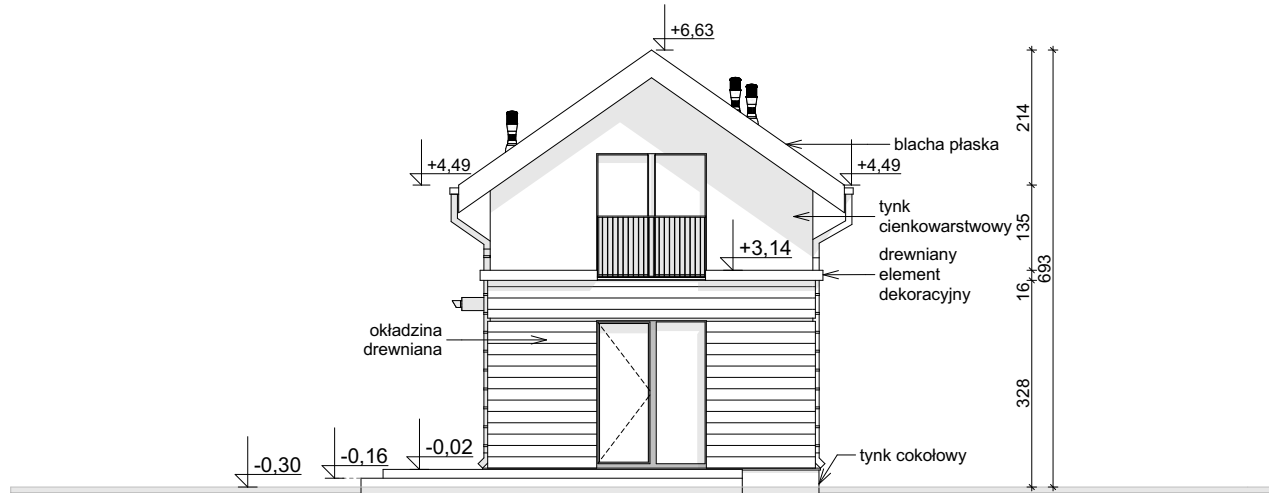 +6,63
blacha płaska
+4,49
+4,49
tynk
cienkowarstwowy
+3,14
drewniany
element
dekoracyjny
okładzina
drewniana
-0,02
-0,16
-0,30
tynk cokołowy
214
135
16
328
693